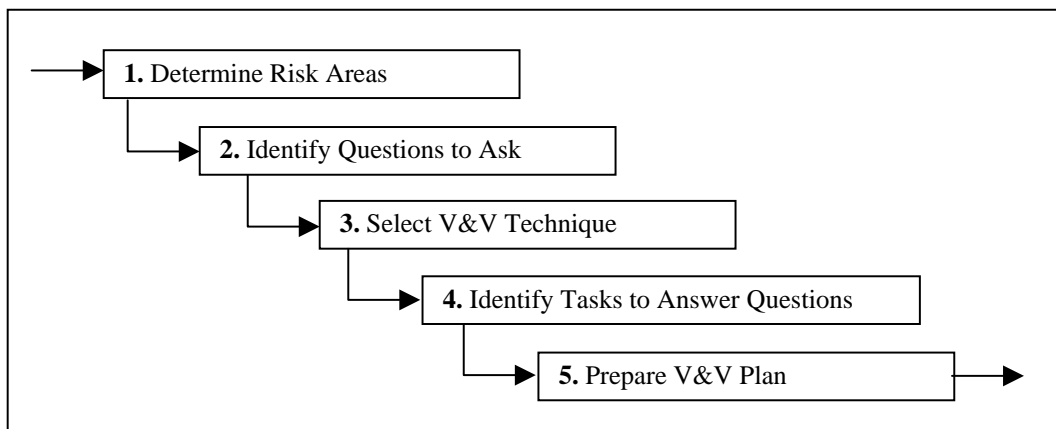 1. Determine Risk Areas
2. Identify Questions to Ask
3. Select V&V Technique
4. Identify Tasks to Answer Questions
5. Prepare V&V Plan